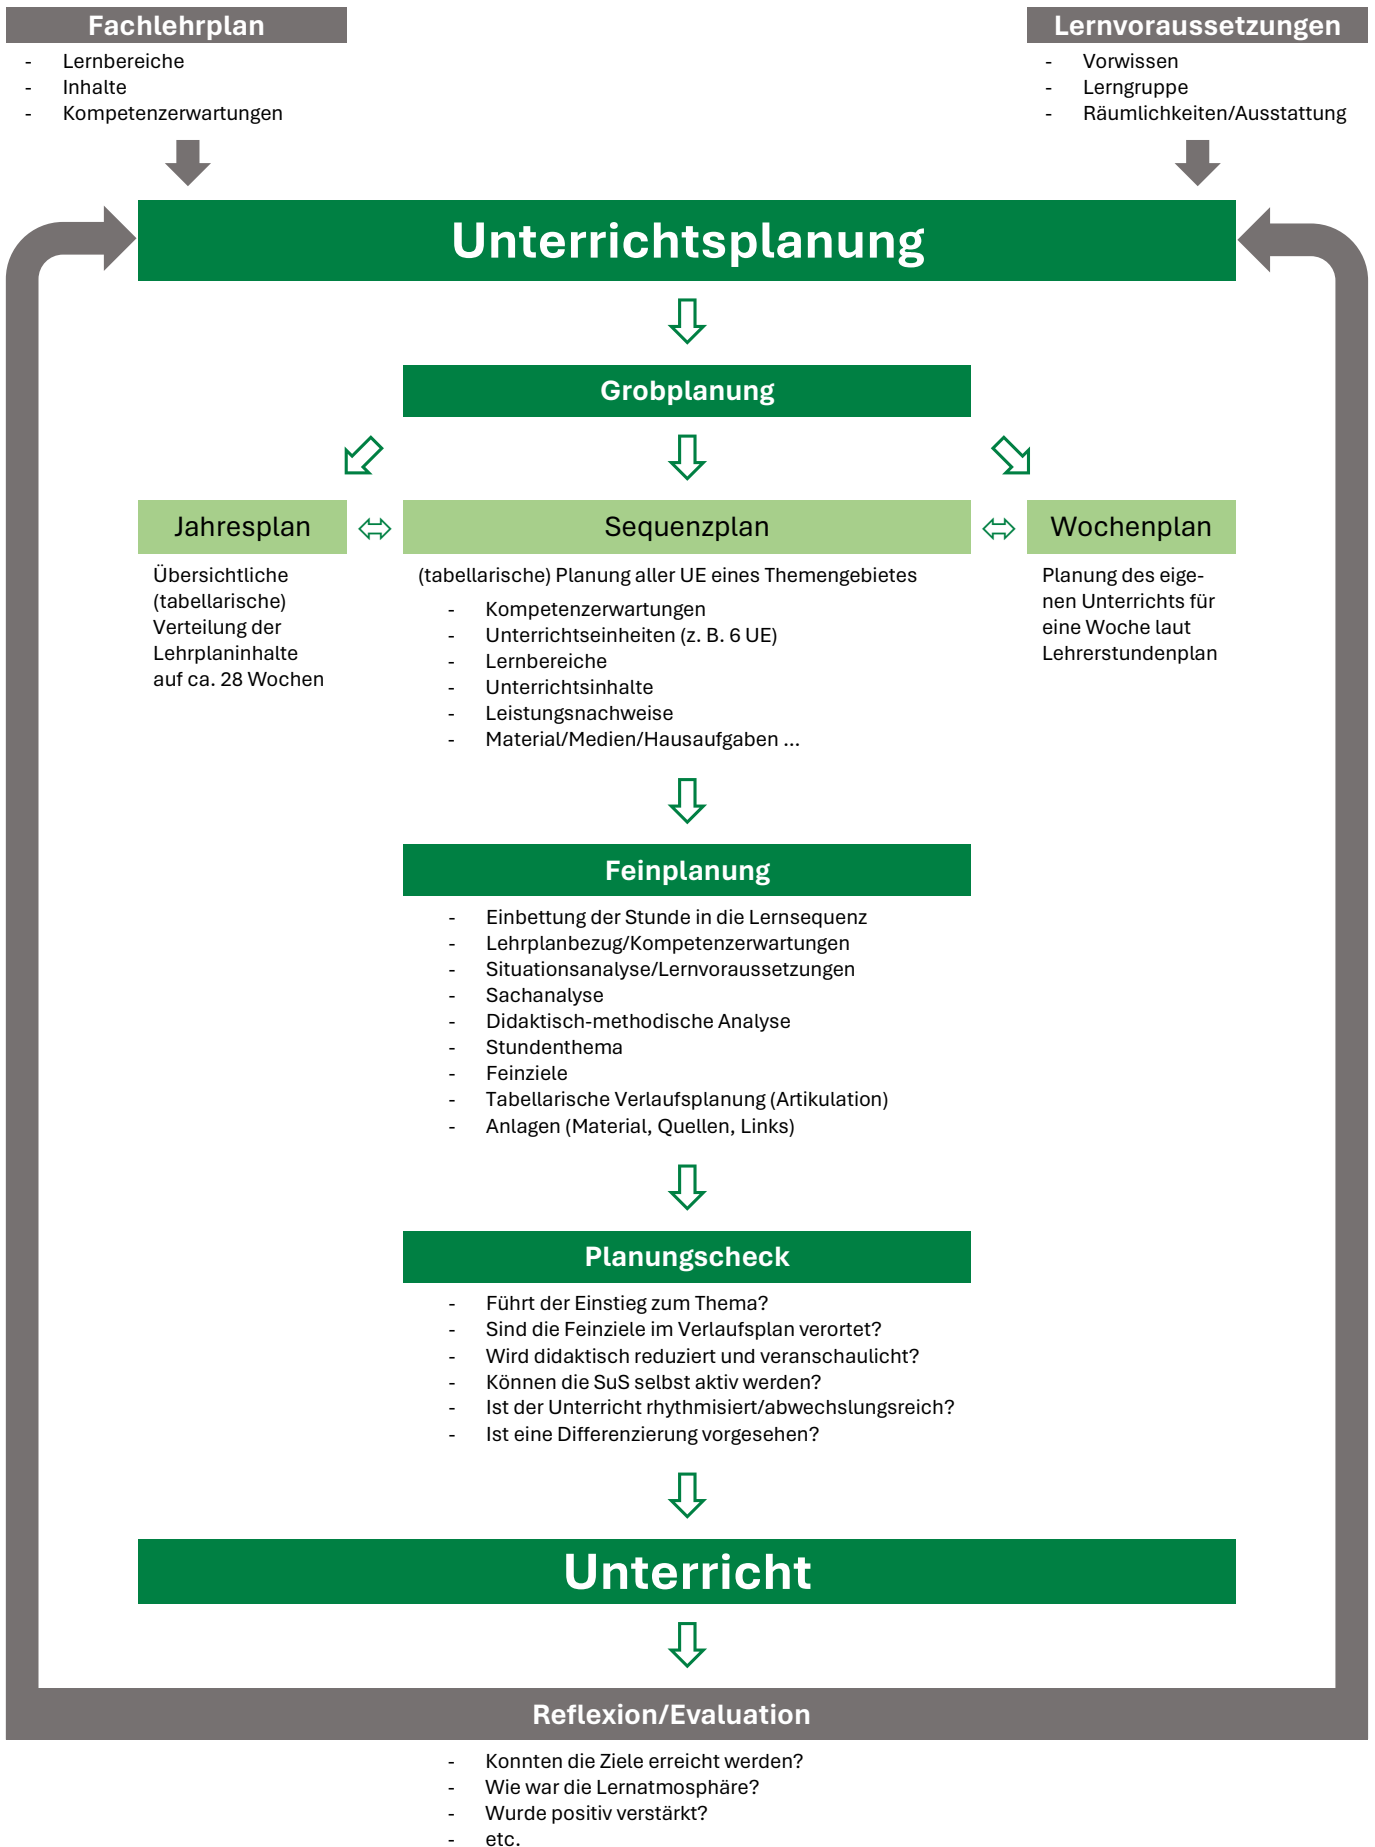 Fachlehrplan
- Lernbereiche
- Inhalte
- Kompetenzerwartungen
Lernvoraussetzungen
- Vorwissen
- Lerngruppe
- Räumlichkeiten/Ausstattung
Unterrichtsplanung
Grobplanung
Jahresplan
Übersichtliche
(tabellarische)
Verteilung der
Lehrplaninhalte
auf ca. 28 Wochen
Sequenzplan
(tabellarische) Planung aller UE eines Themengebietes
- Kompetenzerwartungen
- Unterrichtseinheiten (z. B. 6 UE)
- Lernbereiche
- Unterrichtsinhalte
- Leistungsnachweise
- Material/Medien/Hausaufgaben ...
Wochenplan
Planung des eige-
nen Unterrichts für
eine Woche laut
Lehrerstundenplan
Feinplanung
- Einbettung der Stunde in die Lernsequenz
- Lehrplanbezug/Kompetenzerwartungen
- Situationsanalyse/Lernvoraussetzungen
- Sachanalyse
- Didaktisch-methodische Analyse
- Stundenthema
- Feinziele
- Tabellarische Verlaufsplanung (Artikulation)
- Anlagen (Material, Quellen, Links)
Planungscheck
- Führt der Einstieg zum Thema?
- Sind die Feinziele im Verlaufsplan verortet?
- Wird didaktisch reduziert und veranschaulicht?
- Können die SuS selbst aktiv werden?
- Ist der Unterricht rhythmisiert/abwechslungsreich?
- Ist eine Differenzierung vorgesehen?
Unterricht
Reflexion/Evaluation
- Konnten die Ziele erreicht werden?
- Wie war die Lernatmosphäre?
- Wurde positiv verstärkt?
- etc.